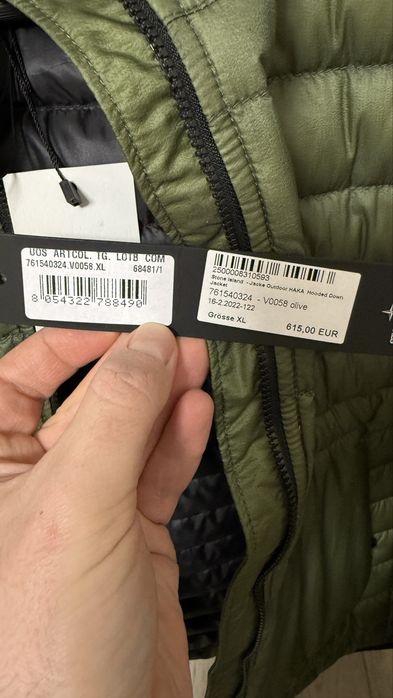 COS ARTCOL. TG. LOTB COM
761540324.V0058.XL 68481/1
8 054322 788490
2500008310593
Stone Island -Jacke Outdoor HAKA Hooded Down
Jacket
761540324 - V0058 olive
16-2.2022-122
Grösse XL 615,00 EUR